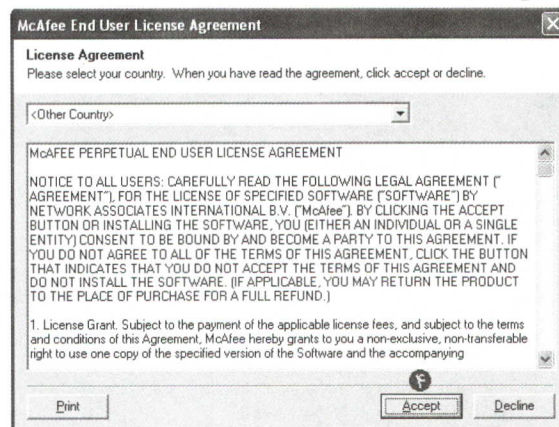 McAfee End User License Agreement
License Agreement
Please select your country. When you have read the agreement, click accept or decline.
<Other Country>
McAFEE PERPETUAL END USER LICENSE AGREEMENT
NOTICE TO ALL USERS: CAREFULLY READ THE FOLLOWING LEGAL AGREEMENT ("
AGREEMENT"), FOR THE LICENSE OF SPECIFIED SOFTWARE ("SOFTWARE") BY
NETWORK ASSOCIATES INTERNATIONAL B.V. ("McAfee"). BY CLICKING THE ACCEPT
BUTTON OR INSTALLING THE SOFTWARE, YOU (EITHER AN INDIVIDUAL OR A SINGLE
ENTITY) CONSENT TO BE BOUND BY AND BECOME A PARTY TO THIS AGREEMENT. IF
YOU DO NOT AGREE TO ALL OF THE TERMS OF THIS AGREEMENT, CLICK THE BUTTON
THAT INDICATES THAT YOU DO NOT ACCEPT THE TERMS OF THIS AGREEMENT AND
DO NOT INSTALL THE SOFTWARE. (IF APPLICABLE, YOU MAY RETURN THE PRODUCT
TO THE PLACE OF PURCHASE FOR A FULL REFUND.)
1. License Grant. Subject to the payment of the applicable license fees, and subject to the terms
and conditions of this Agreement, McAfee hereby grants to you a non-exclusive, non-transferable
right to use one copy of the specified version of the Software and the accompanying
۴
Print Accept Decline